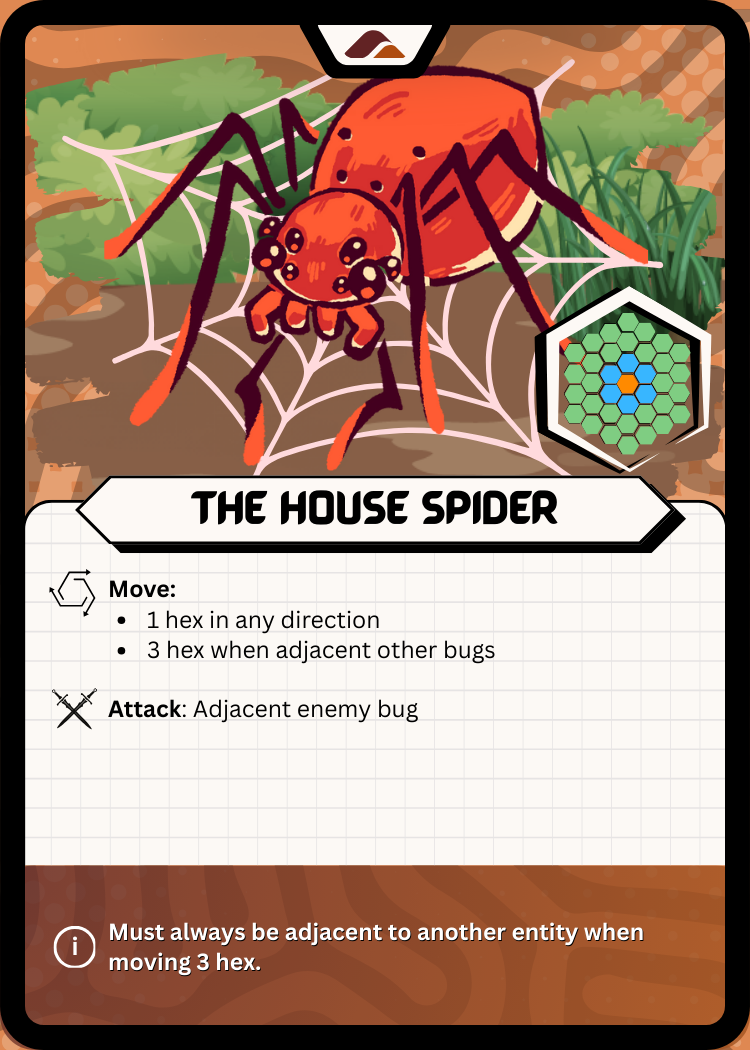 THE HOUSE SPIDER
Move:
• 1 hex in any direction
• 3 hex when adjacent other bugs
Attack: Adjacent enemy bug
i
Must always be adjacent to another entity when
moving 3 hex.